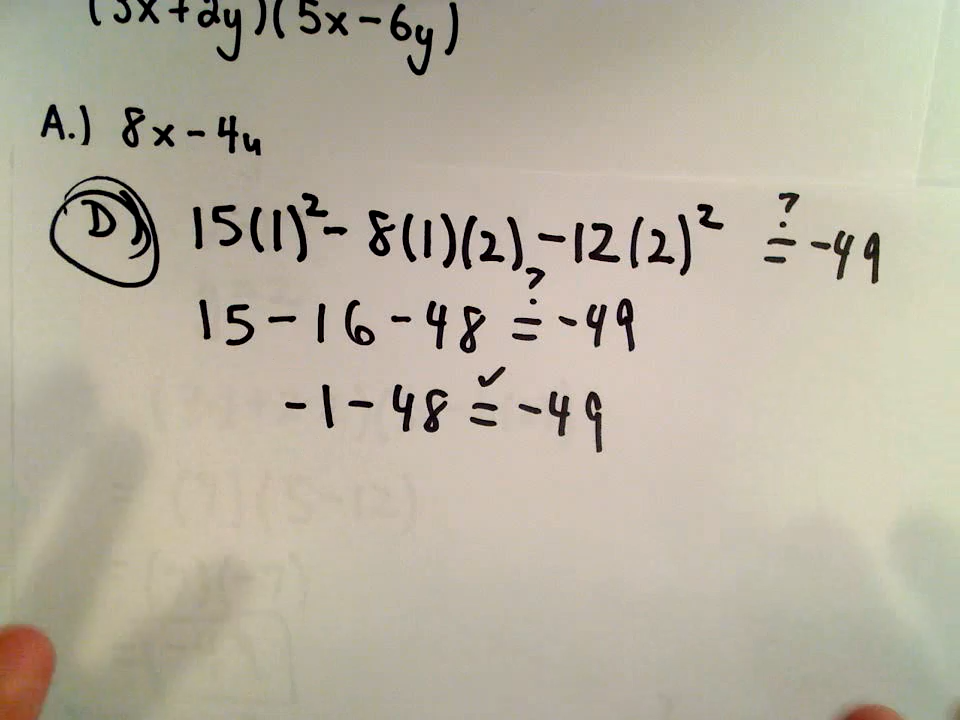 (3x+2y)(5x-6y)
A.) 8x-4y
D) 15(1)²- 8(1)(2) -12(2)² ?= -49
15-16-48 ?= -49
-1-48 ✓= -49